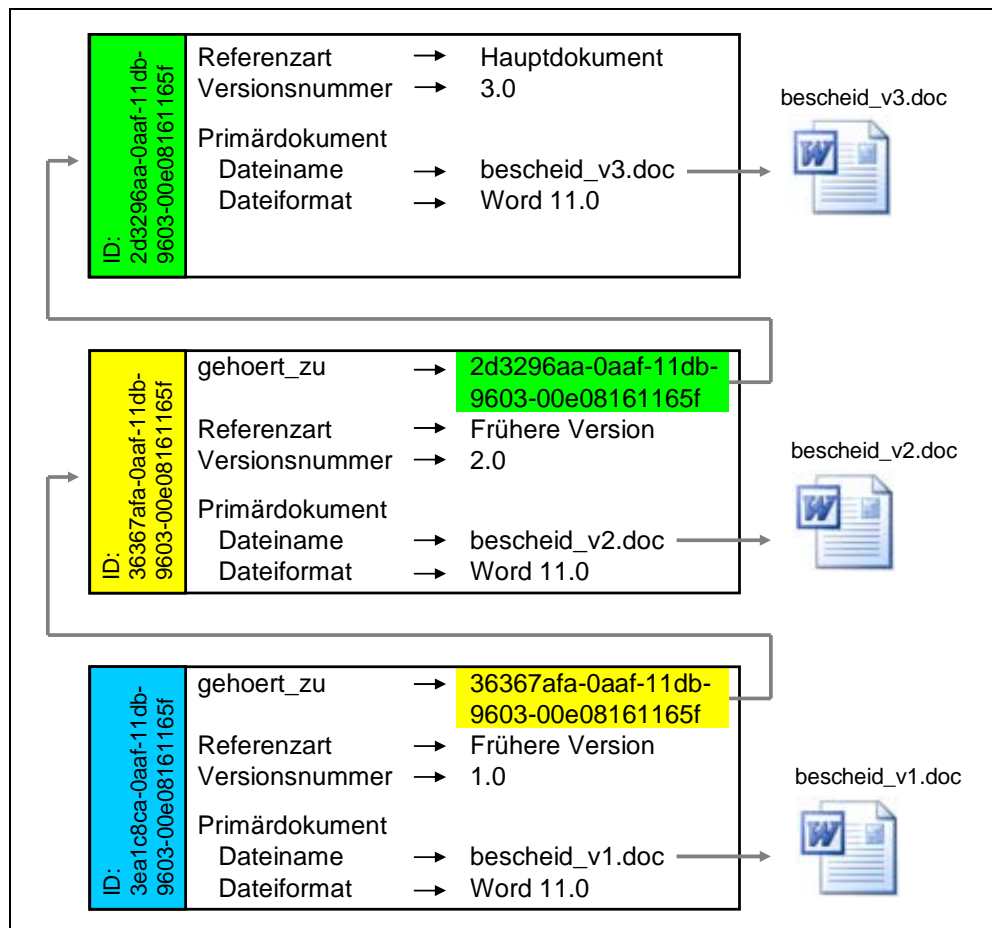 ID:
2d3296aa-0aaf-11db-
9603-00e08161165f
Referenzart → Hauptdokument
Versionsnummer → 3.0
Primärdokument
Dateiname → bescheid_v3.doc
Dateiformat → Word 11.0
bescheid_v3.doc
W
ID:
36367afa-0aaf-11db-
9603-00e08161165f
gehoert_zu → 2d3296aa-0aaf-11db-
9603-00e08161165f
Referenzart → Frühere Version
Versionsnummer → 2.0
Primärdokument
Dateiname → bescheid_v2.doc
Dateiformat → Word 11.0
bescheid_v2.doc
W
ID:
3ea1c8ca-0aaf-11db-
9603-00e08161165f
gehoert_zu → 36367afa-0aaf-11db-
9603-00e08161165f
Referenzart → Frühere Version
Versionsnummer → 1.0
Primärdokument
Dateiname → bescheid_v1.doc
Dateiformat → Word 11.0
bescheid_v1.doc
W